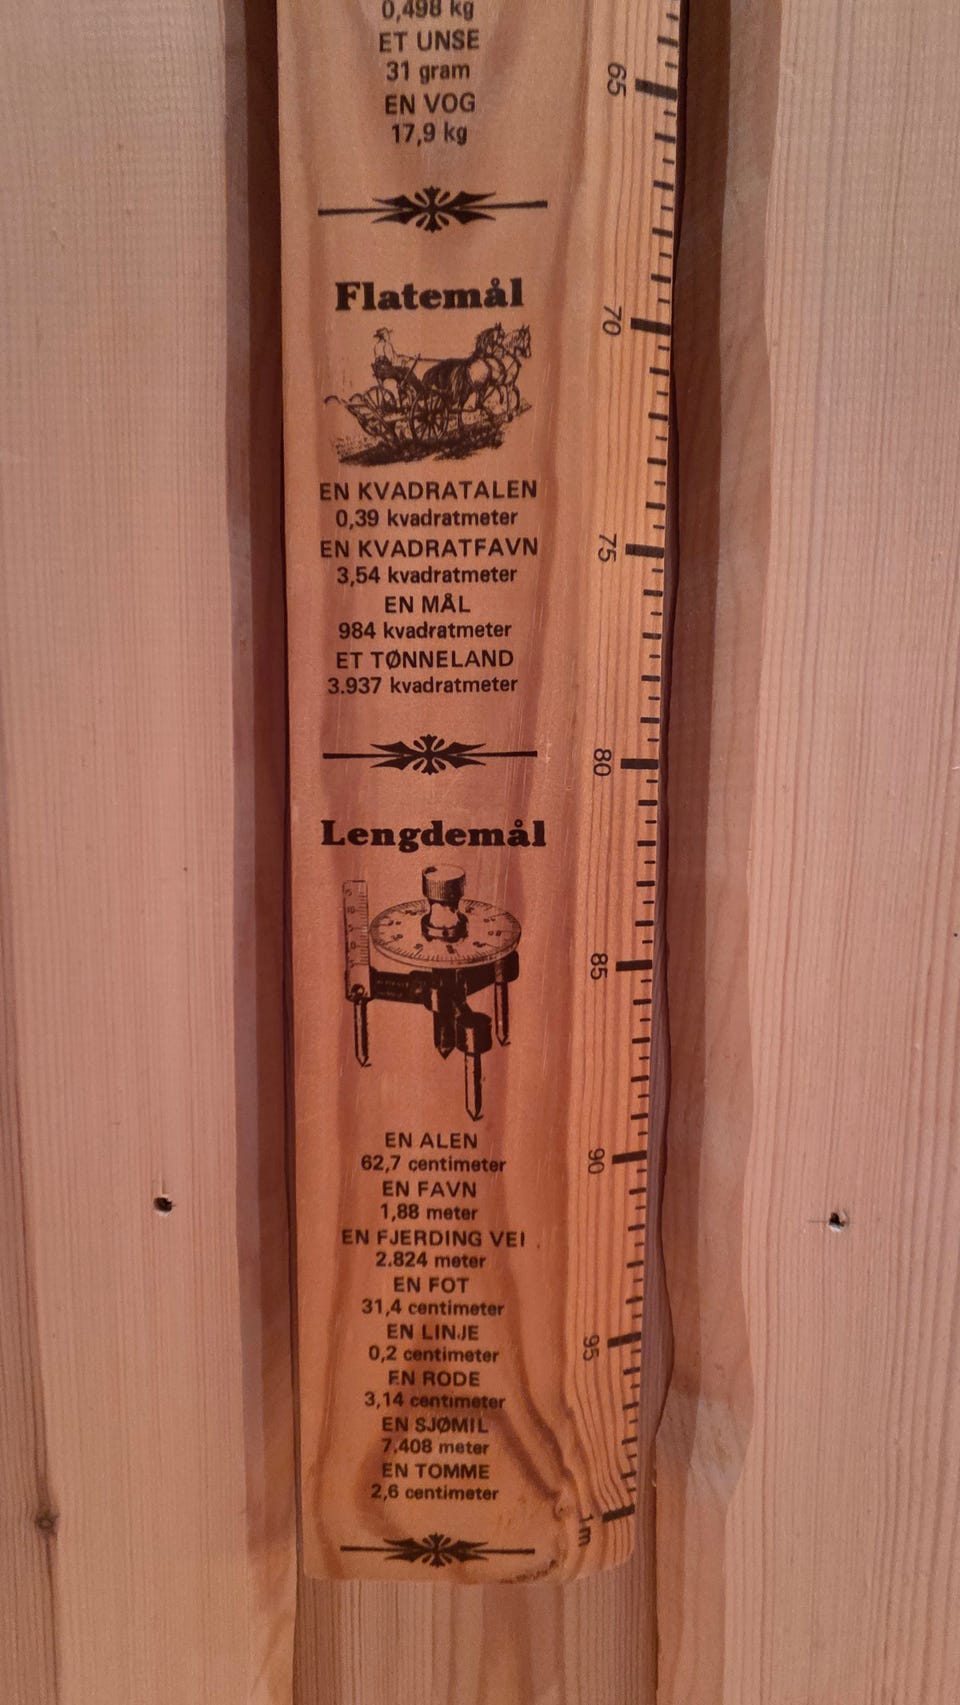 0,498 kg
ET UNSE
31 gram
EN VOG
17,9 kg
Flatemål
EN KVADRATALEN
0,39 kvadratmeter
EN KVADRATFAVN
3,54 kvadratmeter
EN MÅL
984 kvadratmeter
ET TØNNELAND
3.937 kvadratmeter
Lengdemål
EN ALEN
62,7 centimeter
EN FAVN
1,88 meter
EN FJERDING VEI
2.824 meter
EN FOT
31,4 centimeter
EN LINJE
0,2 centimeter
EN RODE
3,14 centimeter
EN SJØMIL
7.408 meter
EN TOMME
2,6 centimeter
65
70
75
80
85
90
95
1m